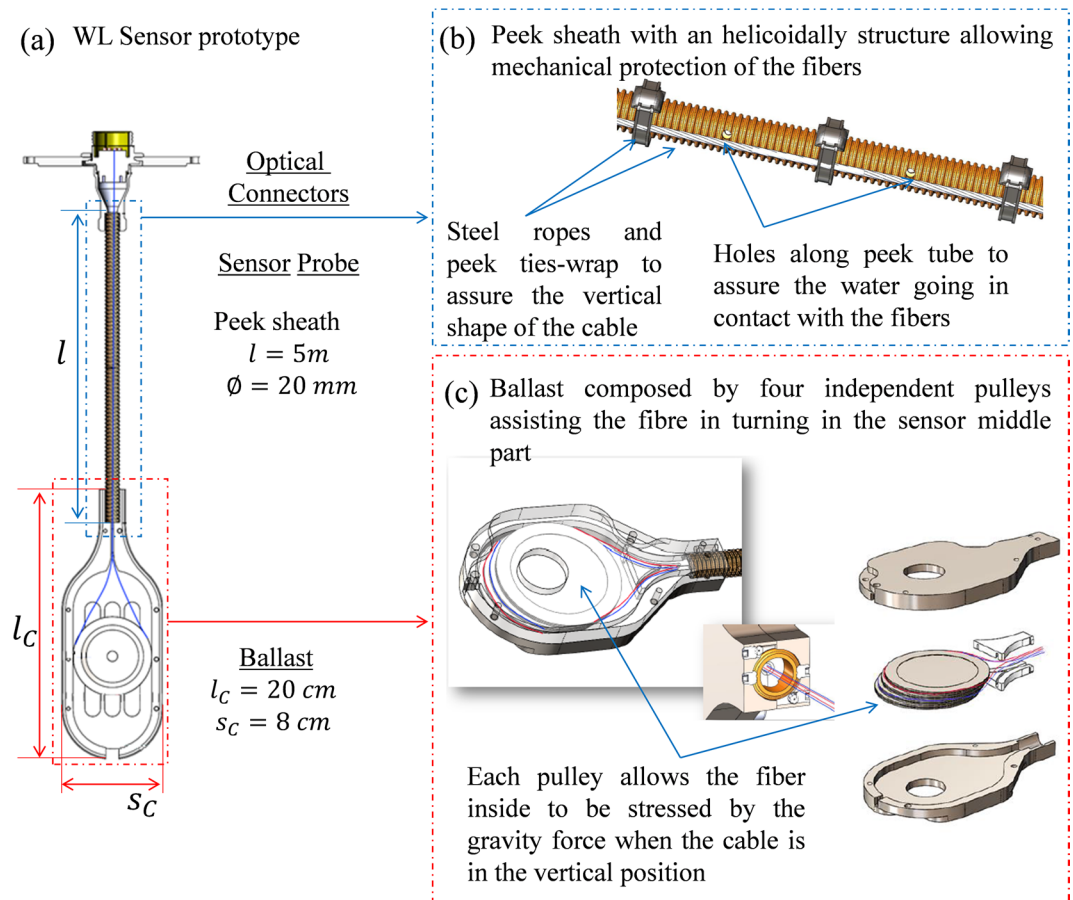 (a) WL Sensor prototype
Optical
Connectors
Sensor Probe
Peek sheath
l = 5m
Ø = 20 mm
l
l_C
Ballast
l_C = 20 cm
s_C = 8 cm
s_C
(b) Peek sheath with an helicoidally structure allowing
mechanical protection of the fibers
Steel ropes and
peek ties-wrap to
assure the vertical
shape of the cable
Holes along peek tube to
assure the water going in
contact with the fibers
(c) Ballast composed by four independent pulleys
assisting the fibre in turning in the sensor middle
part
Each pulley allows the fiber
inside to be stressed by the
gravity force when the cable is
in the vertical position